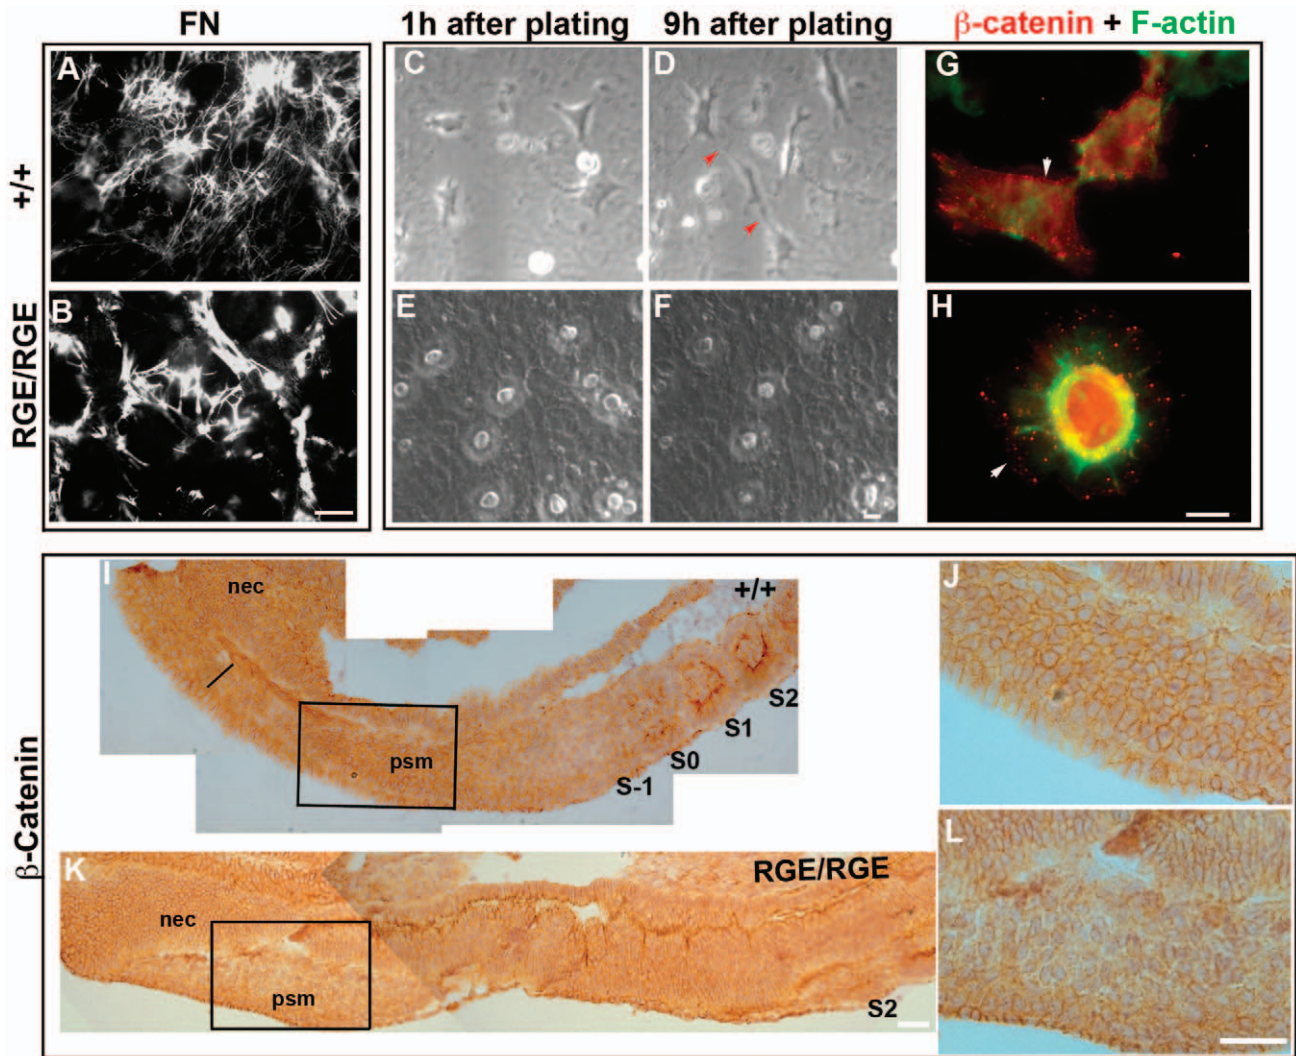 FN
1h after plating
9h after plating
β-catenin + F-actin
+/+
RGE/RGE
A
B
C
D
E
F
G
H
β-Catenin
I
nec
psm
+/+
S2
S1
S0
S-1
J
K
nec
psm
RGE/RGE
S2
L